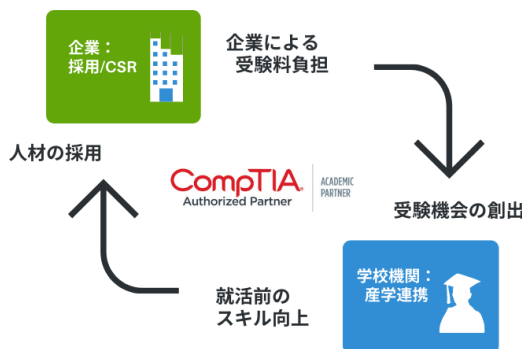 企業：
採用/CSR
企業による
受験料負担
人材の採用
CompTIA.
Authorized Partner
ACADEMIC
PARTNER
受験機会の創出
学校機関：
産学連携
就活前の
スキル向上